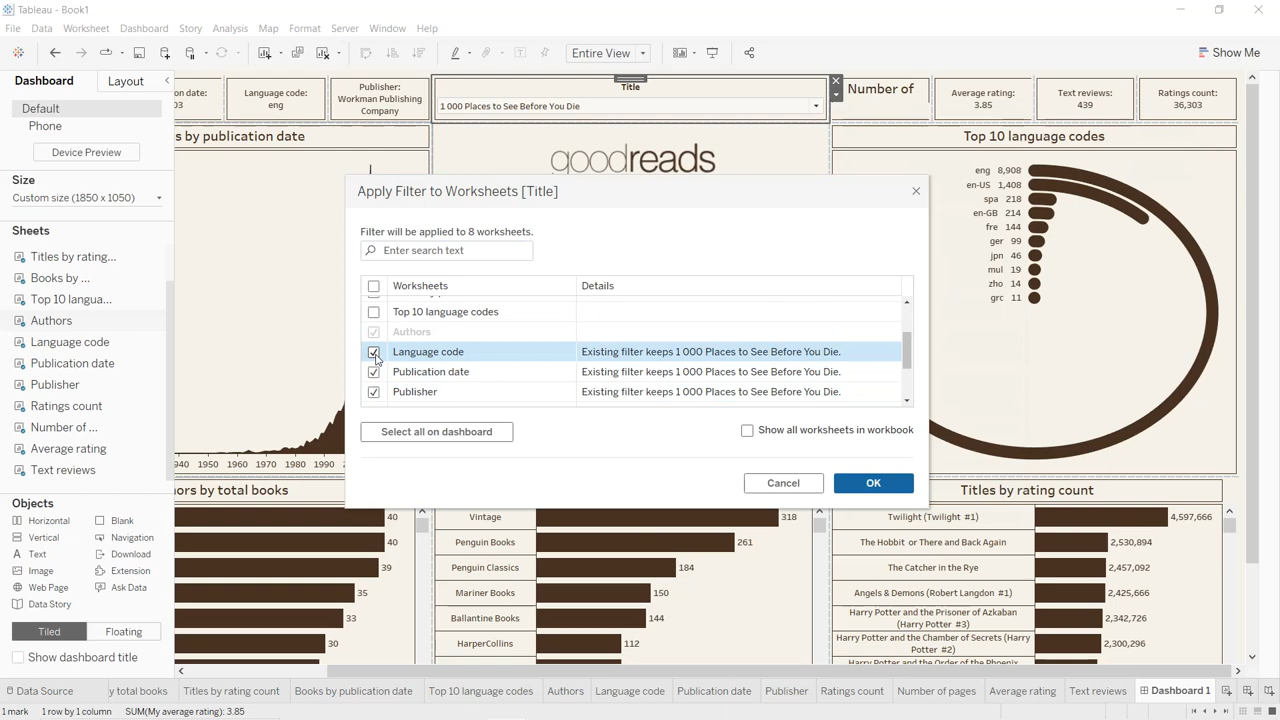 Tableau - Book1
File Data Worksheet Dashboard Story Analysis Map Format Server Window Help
Entire View
Show Me
Dashboard
Layout
Default
Phone
Device Preview
Size
Custom size (1850 x 1050)
Sheets
Titles by rating...
Books by ...
Top 10 langua...
Authors
Language code
Publication date
Publisher
Ratings count
Number of ...
Average rating
Text reviews
Objects
Horizontal
Blank
Vertical
Navigation
Text
Download
Image
Extension
Web Page
Ask Data
Data Story
Tiled
Floating
Show dashboard title
on date:
03
Language code:
eng
Publisher:
Workman Publishing
Company
Title
1 000 Places to See Before You Die
Number of
Average rating:
3.85
Text reviews:
439
Ratings count:
36,303
s by publication date
goodreads
Top 10 language codes
eng 8,908
en-US 1,408
spa 218
en-GB 214
fre 144
ger 99
jpn 46
mul 19
zho 14
grc 11
Apply Filter to Worksheets [Title]
Filter will be applied to 8 worksheets.
Enter search text
Worksheets
Details
Top 10 language codes
Authors
Language code
Existing filter keeps 1 000 Places to See Before You Die.
Publication date
Existing filter keeps 1 000 Places to See Before You Die.
Publisher
Existing filter keeps 1 000 Places to See Before You Die.
Select all on dashboard
Show all worksheets in workbook
Cancel
OK
940 1950 1960 1970 1980 1990
hors by total books
40
40
39
35
33
30
Vintage 318
Penguin Books 261
Penguin Classics 184
Mariner Books 150
Ballantine Books 144
HarperCollins 112
Titles by rating count
Twilight (Twilight #1) 4,597,666
The Hobbit or There and Back Again 2,530,894
The Catcher in the Rye 2,457,092
Angels & Demons (Robert Langdon #1) 2,425,666
Harry Potter and the Prisoner of Azkaban
(Harry Potter #3)
2,342,726
Harry Potter and the Chamber of Secrets (Harry
Potter #2)
2,300,296
Harry Potter and the Order of the Phoenix
Data Source
y total books
Titles by rating count
Books by publication date
Top 10 language codes
Authors
Language code
Publication date
Publisher
Ratings count
Number of pages
Average rating
Text reviews
Dashboard 1
1 mark
1 row by 1 column
SUM(My average rating): 3.85